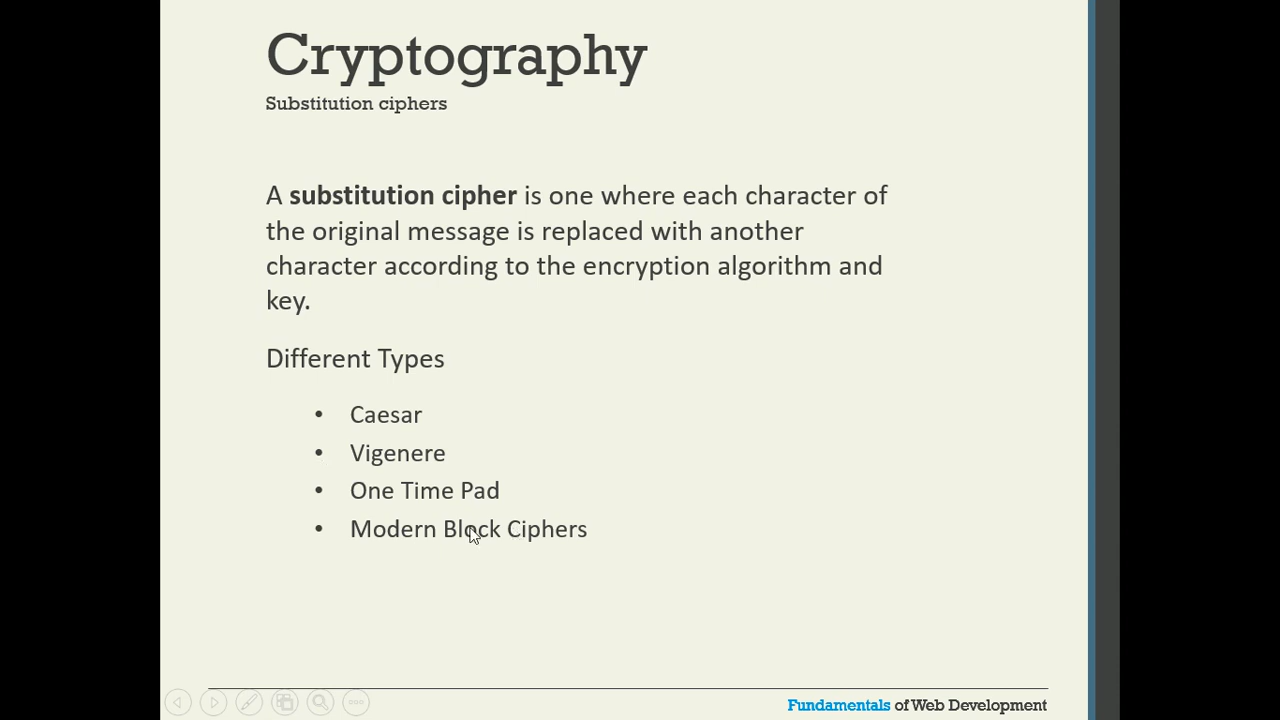 Cryptography
Substitution ciphers
A substitution cipher is one where each character of
the original message is replaced with another
character according to the encryption algorithm and
key.
Different Types
• Caesar
• Vigenere
• One Time Pad
• Modern Block Ciphers
Fundamentals of Web Development